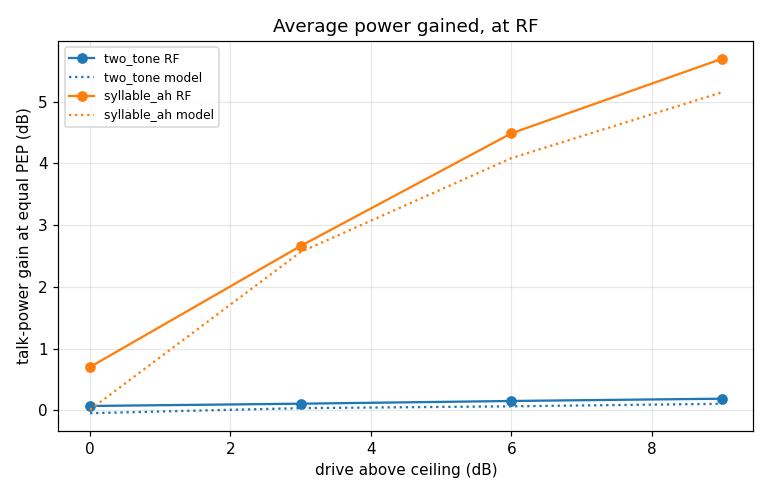 Average power gained, at RF
two_tone RF
two_tone model
syllable_ah RF
syllable_ah model
talk-power gain at equal PEP (dB)
5
4
3
2
1
0
0 2 4 6 8
drive above ceiling (dB)